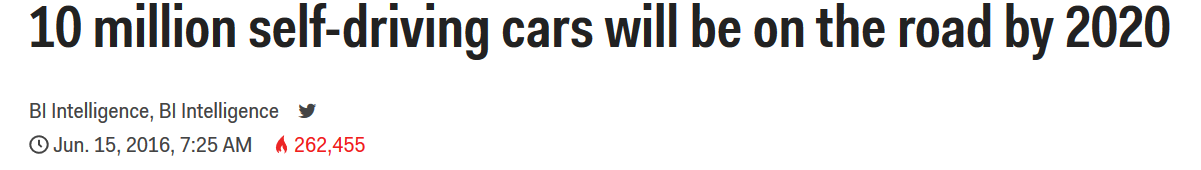 10 million self-driving cars will be on the road by 2020
BI Intelligence, BI Intelligence
Jun. 15, 2016, 7:25 AM 262,455